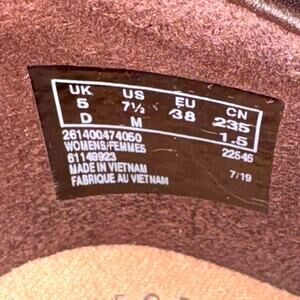 UK US EU CN
5 7½ 38 235
D M 1.5
261400474050 22546
WOMENS/FEMMES
61149923
MADE IN VIETNAM 7/19
FABRIQUE AU VIETNAM